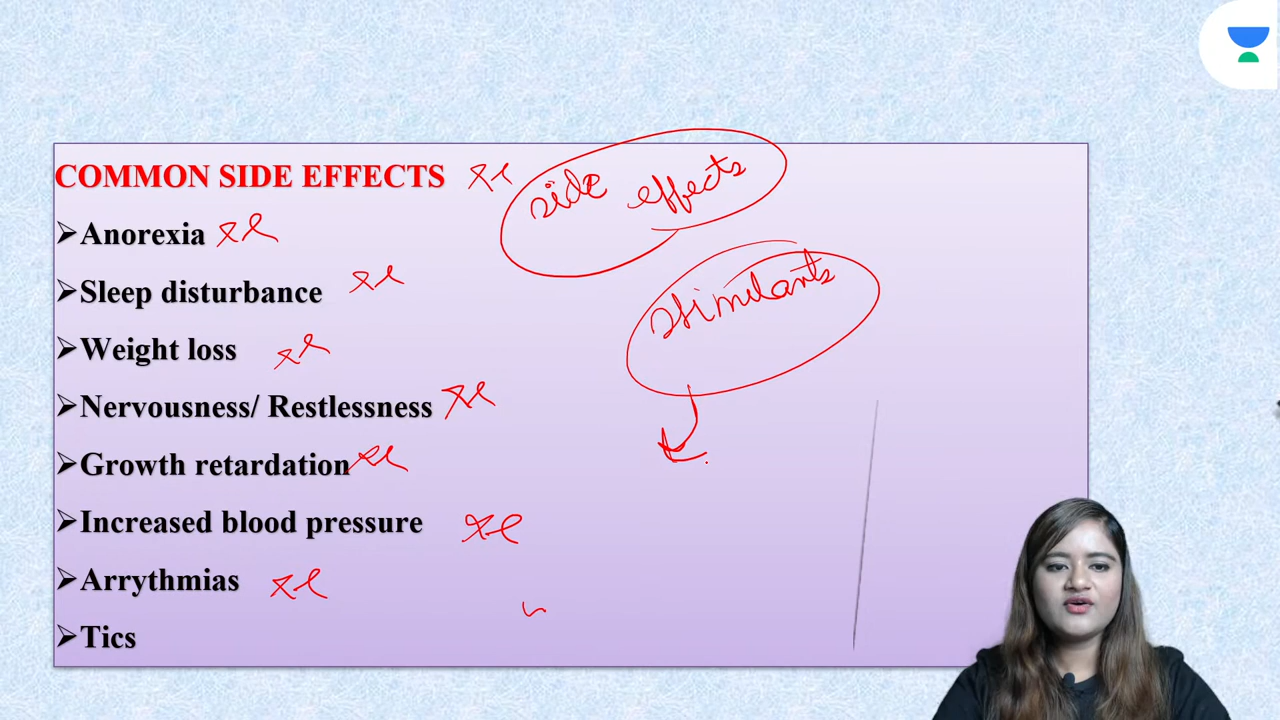 COMMON SIDE EFFECTS
side effects
➢Anorexia
➢Sleep disturbance
stimulants
➢Weight loss
➢Nervousness/ Restlessness
➢Growth retardation
➢Increased blood pressure
➢Arrythmias
➢Tics